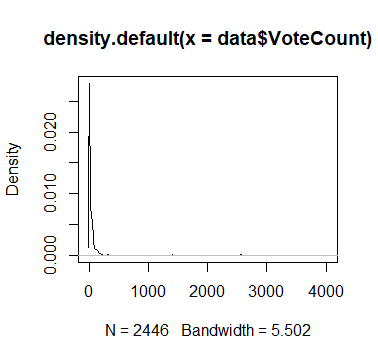 density.default(x = data$VoteCount)
Density
0.020
0.010
0.000
0 1000 2000 3000 4000
N = 2446 Bandwidth = 5.502